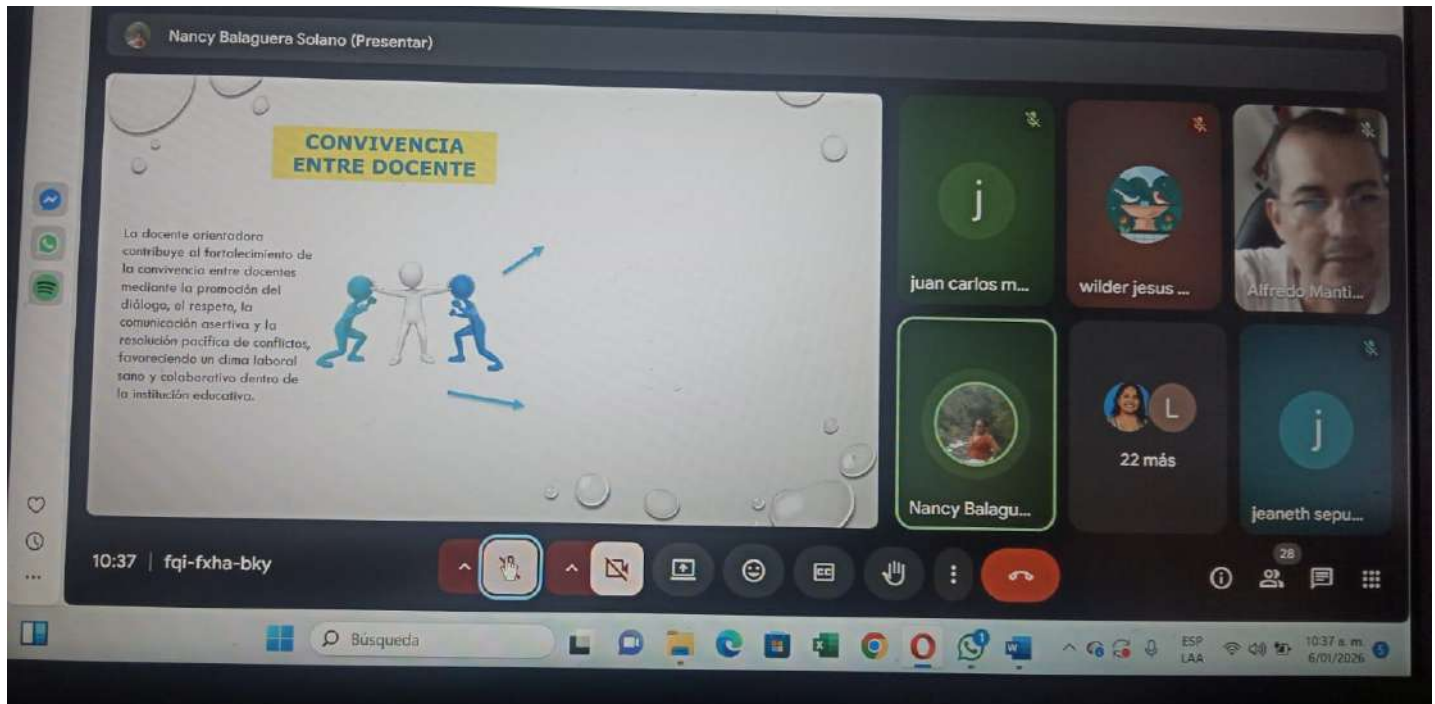 Nancy Balaguera Solano (Presentar)
CONVIVENCIA
ENTRE DOCENTE
La docente orientadora
contribuye al fortalecimiento de
la convivencia entre docentes
mediante la promoción del
diálogo, el respeto, la
comunicación asertiva y la
resolución pacífica de conflictos,
favoreciendo un clima laboral
sano y colaborativo dentro de
la institución educativa.
j
juan carlos m...
wilder jesus ...
Alfredo Manti...
Nancy Balagu...
L
22 más
j
jeaneth sepu...
10:37 | fqi-fxha-bky
CC
28
Búsqueda
ESP
LAA
10:37 a. m.
6/01/2026